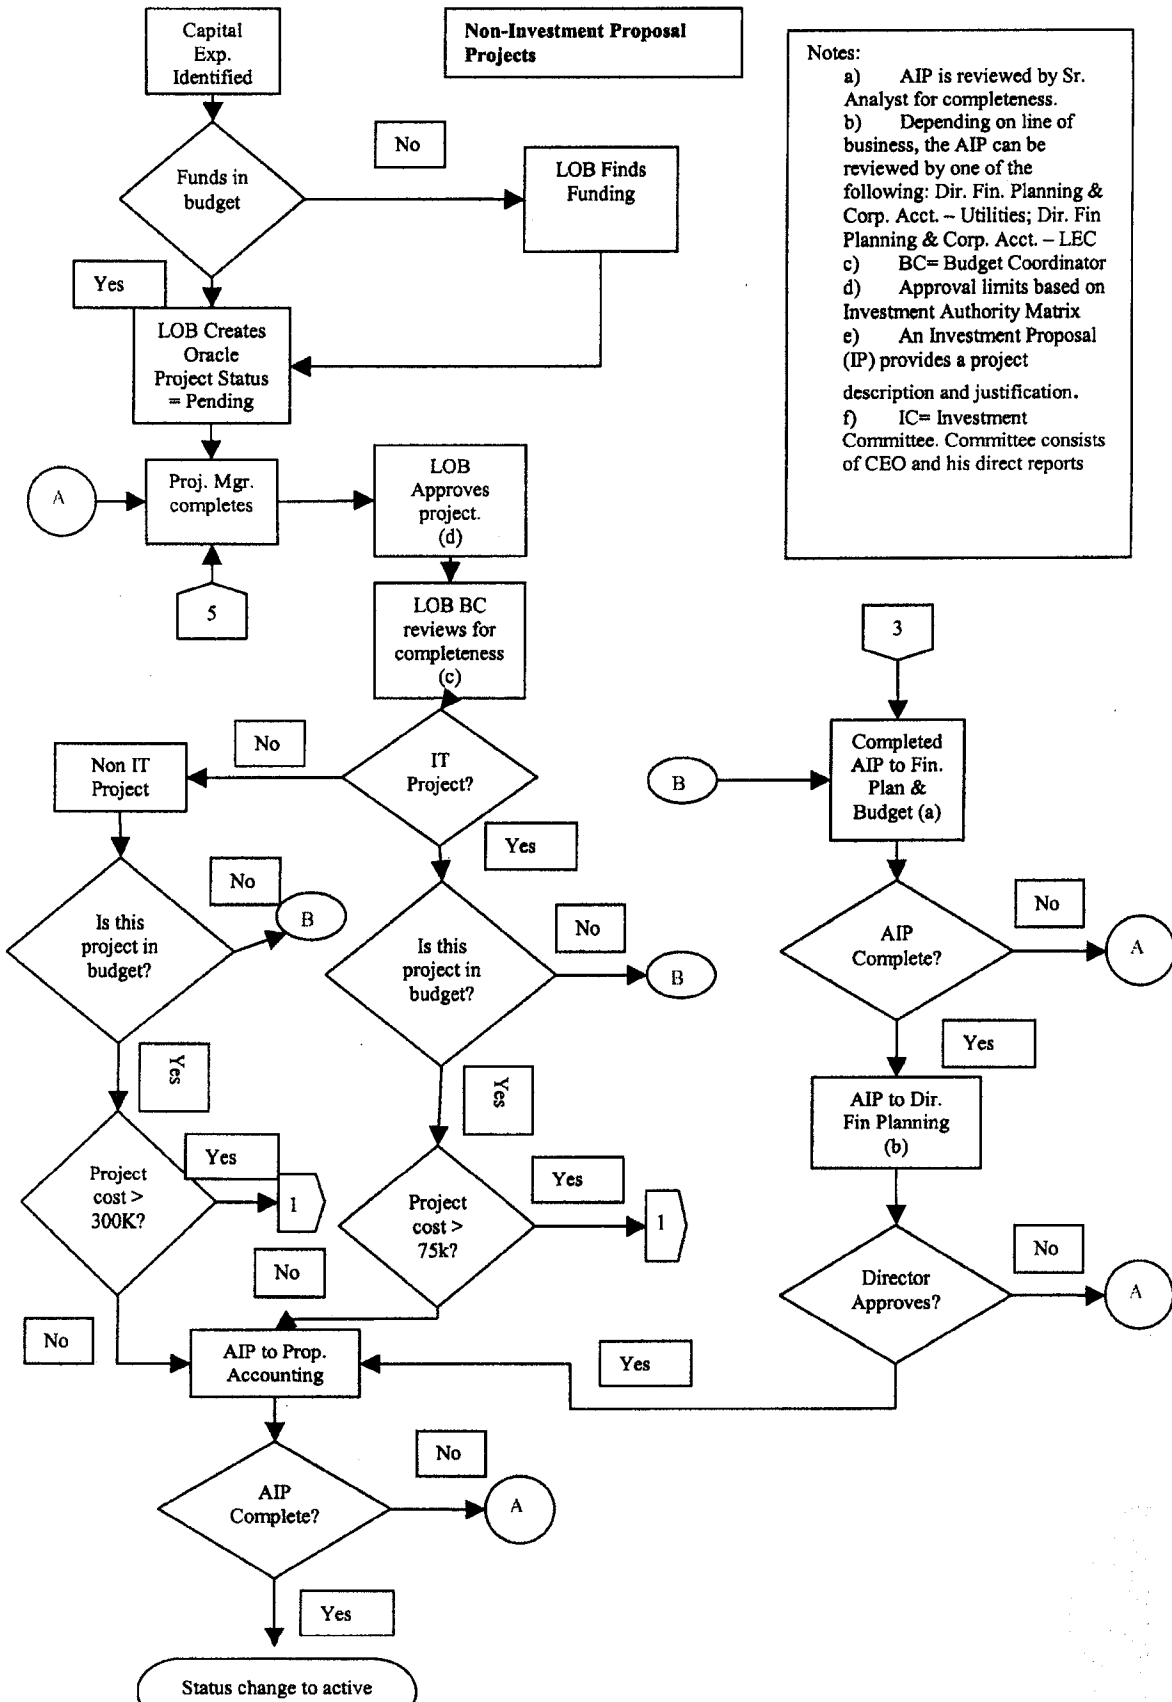 Capital
Exp.
Identified
Non-Investment Proposal
Projects
Notes:
a) AIP is reviewed by Sr.
Analyst for completeness.
b) Depending on line of
business, the AIP can be
reviewed by one of the
following: Dir. Fin. Planning &
Corp. Acct. – Utilities; Dir. Fin
Planning & Corp. Acct. – LEC
c) BC= Budget Coordinator
d) Approval limits based on
Investment Authority Matrix
e) An Investment Proposal
(IP) provides a project
description and justification.
f) IC= Investment
Committee. Committee consists
of CEO and his direct reports
Funds in
budget
No
LOB Finds
Funding
Yes
LOB Creates
Oracle
Project Status
= Pending
A
Proj. Mgr.
completes
LOB
Approves
project.
(d)
5
LOB BC
reviews for
completeness
(c)
3
No
Non IT
Project
IT
Project?
Yes
B
Completed
AIP to Fin.
Plan &
Budget (a)
No
B
Is this
project in
budget?
Is this
project in
budget?
No
B
AIP
Complete?
No
A
Yes
Yes
Yes
AIP to Dir.
Fin Planning
(b)
Project
cost >
300K?
Yes
1
Project
cost >
75k?
Yes
1
No
No
Director
Approves?
No
A
AIP to Prop.
Accounting
Yes
AIP
Complete?
No
A
Yes
Status change to active